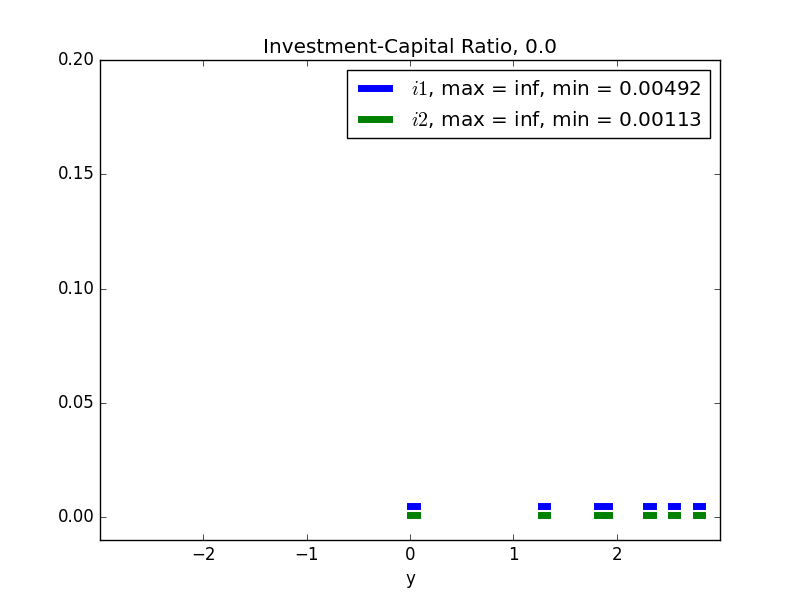 Investment-Capital Ratio, 0.0
0.20
i1, max = inf, min = 0.00492
i2, max = inf, min = 0.00113
0.15
0.10
0.05
0.00
−2 −1 0 1 2
y